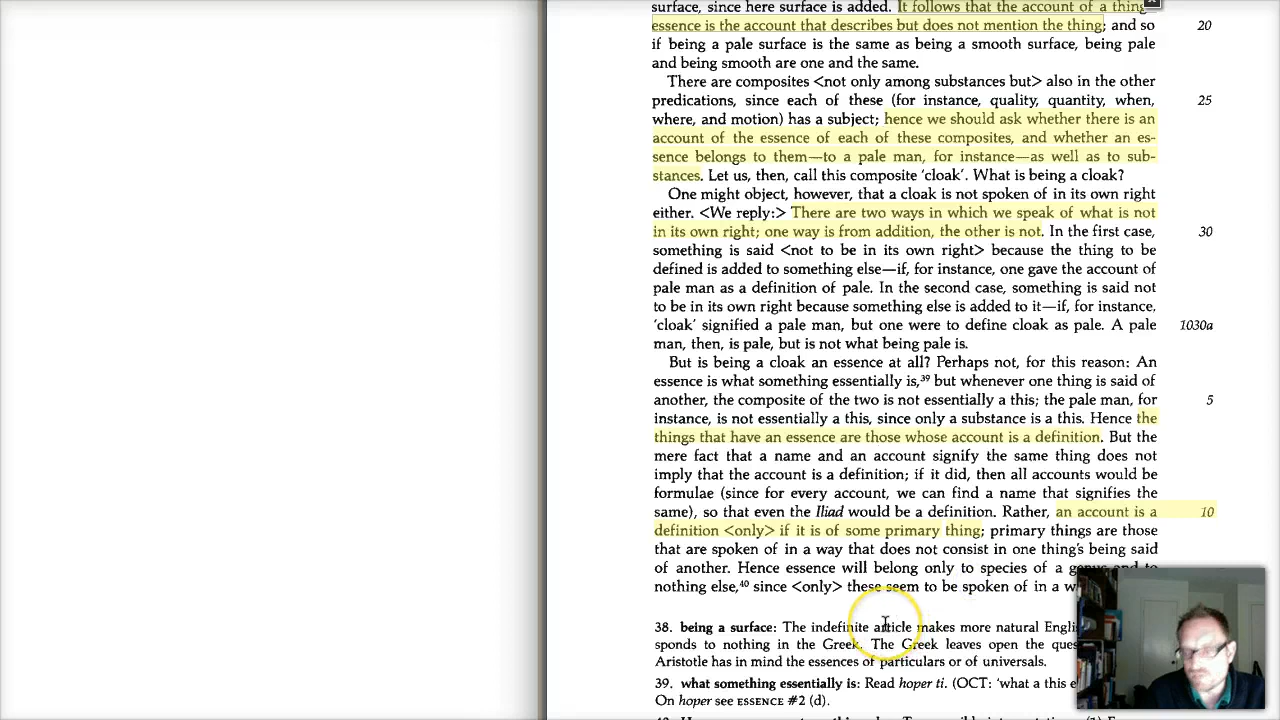 surface, since here surface is added. It follows that the account of a thing
essence is the account that describes but does not mention the thing; and so
20
if being a pale surface is the same as being a smooth surface, being pale
and being smooth are one and the same.
There are composites <not only among substances but> also in the other
predications, since each of these (for instance, quality, quantity, when,
25
where, and motion) has a subject; hence we should ask whether there is an
account of the essence of each of these composites, and whether an es-
sence belongs to them—to a pale man, for instance—as well as to sub-
stances. Let us, then, call this composite 'cloak'. What is being a cloak?
One might object, however, that a cloak is not spoken of in its own right
either. <We reply:> There are two ways in which we speak of what is not
in its own right; one way is from addition, the other is not. In the first case,
30
something is said <not to be in its own right> because the thing to be
defined is added to something else—if, for instance, one gave the account of
pale man as a definition of pale. In the second case, something is said not
to be in its own right because something else is added to it—if, for instance,
'cloak' signified a pale man, but one were to define cloak as pale. A pale
1030a
man, then, is pale, but is not what being pale is.
But is being a cloak an essence at all? Perhaps not, for this reason: An
essence is what something essentially is,³⁹ but whenever one thing is said of
another, the composite of the two is not essentially a this; the pale man, for
5
instance, is not essentially a this, since only a substance is a this. Hence the
things that have an essence are those whose account is a definition. But the
mere fact that a name and an account signify the same thing does not
imply that the account is a definition; if it did, then all accounts would be
formulae (since for every account, we can find a name that signifies the
same), so that even the Iliad would be a definition. Rather, an account is a
10
definition <only> if it is of some primary thing; primary things are those
that are spoken of in a way that does not consist in one thing's being said
of another. Hence essence will belong only to species of a genus and to
nothing else,⁴⁰ since <only> these seem to be spoken of in a
38. being a surface: The indefinite article makes more natural
sponds to nothing in the Greek. The Greek leaves open the
Aristotle has in mind the essences of particulars or of universals.
39. what something essentially is: Read hoper ti. (OCT: 'what a this
On hoper see ESSENCE #2 (d).